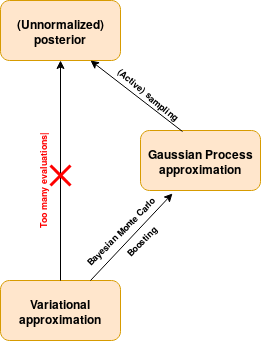 (Unnormalized)
posterior
(Active) sampling
Too many evaluations|
Gaussian Process
approximation
Bayesian Monte Carlo
Boosting
Variational
approximation